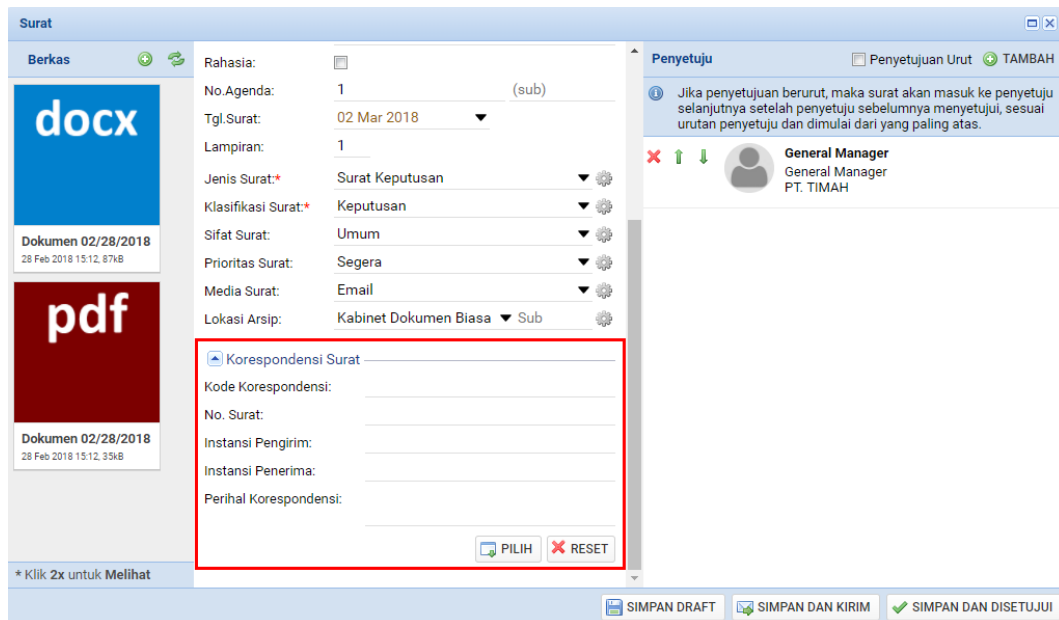 Surat
Berkas
docx
Dokumen 02/28/2018
28 Feb 2018 15:12, 87kB
pdf
Dokumen 02/28/2018
28 Feb 2018 15:12, 35kB
* Klik 2x untuk Melihat
Rahasia:
No.Agenda: 1 (sub)
Tgl.Surat: 02 Mar 2018
Lampiran: 1
Jenis Surat:* Surat Keputusan
Klasifikasi Surat:* Keputusan
Sifat Surat: Umum
Prioritas Surat: Segera
Media Surat: Email
Lokasi Arsip: Kabinet Dokumen Biasa Sub
Korespondensi Surat
Kode Korespondensi:
No. Surat:
Instansi Pengirim:
Instansi Penerima:
Perihal Korespondensi:
PILIH RESET
Penyetuju Penyetujuan Urut TAMBAH
Jika penyetujuan berurut, maka surat akan masuk ke penyetuju
selanjutnya setelah penyetuju sebelumnya menyetujui, sesuai
urutan penyetuju dan dimulai dari yang paling atas.
General Manager
General Manager
PT. TIMAH
SIMPAN DRAFT SIMPAN DAN KIRIM SIMPAN DAN DISETUJUI